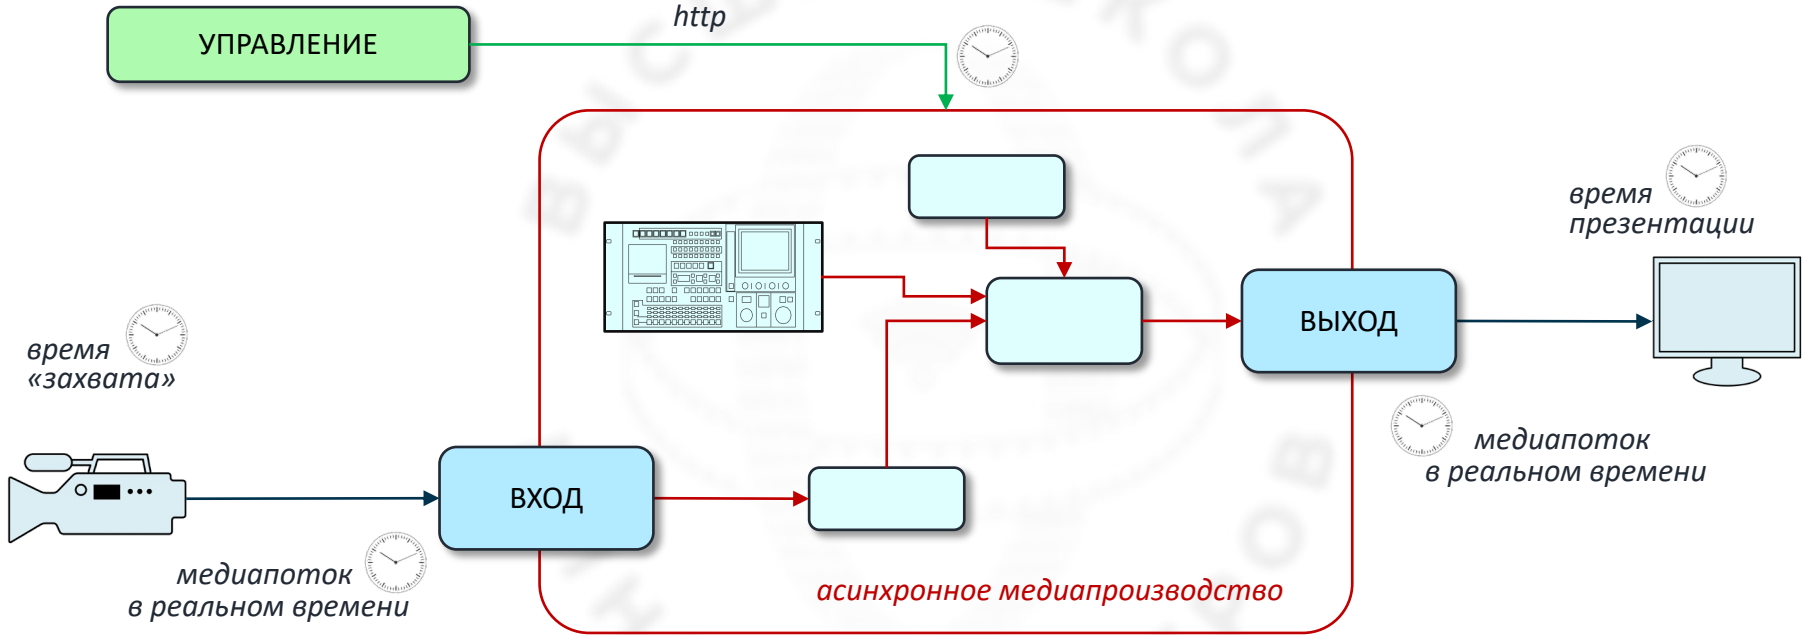 http
УПРАВЛЕНИЕ
время
презентации
ВЫХОД
время
«захвата»
медиапоток
в реальном времени
ВХОД
медиапоток
в реальном времени
асинхронное медиапроизводство